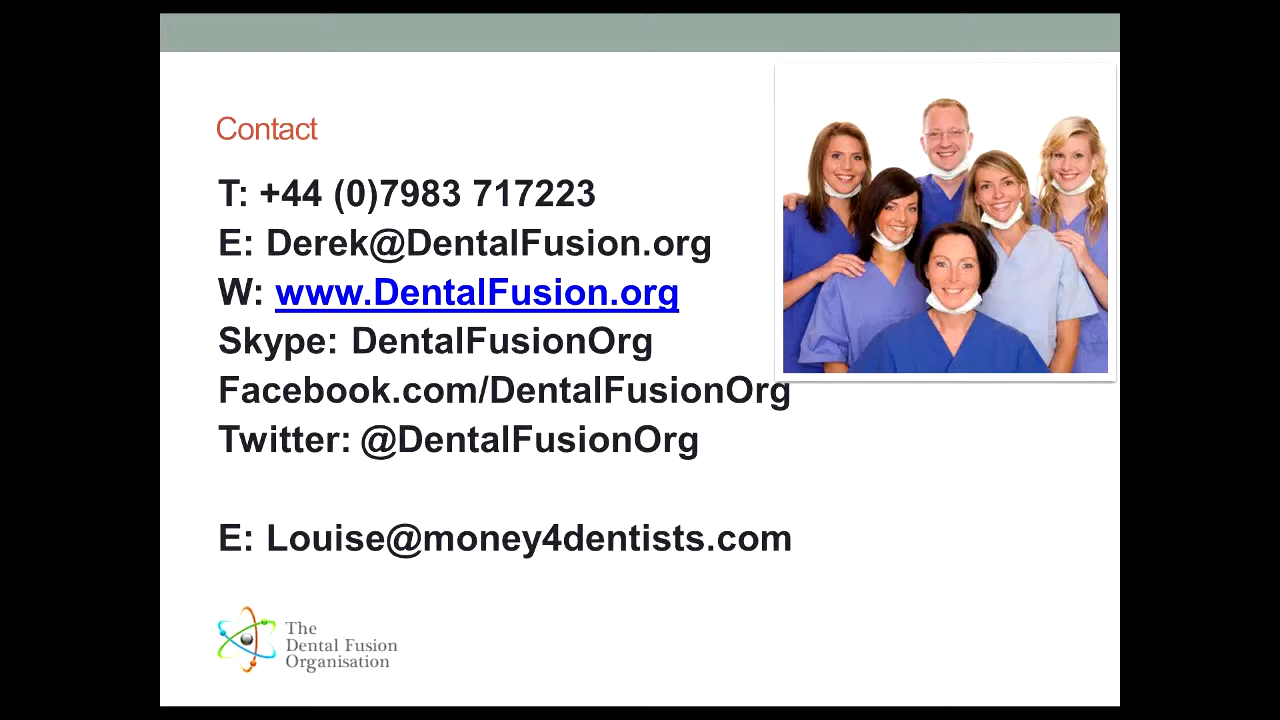 Contact
T: +44 (0)7983 717223
E: Derek@DentalFusion.org
W: www.DentalFusion.org
Skype: DentalFusionOrg
Facebook.com/DentalFusionOrg
Twitter: @DentalFusionOrg
E: Louise@money4dentists.com
The
Dental Fusion
Organisation